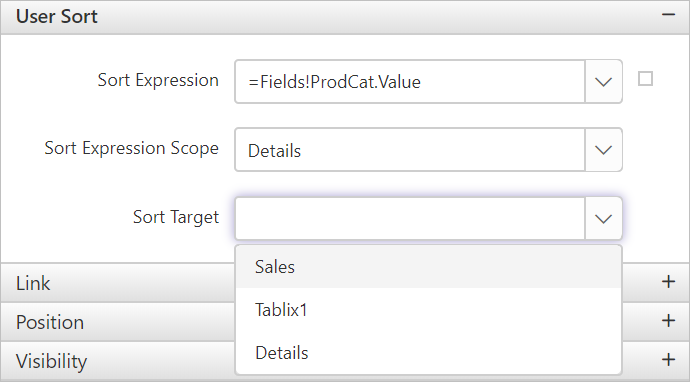 User Sort
Sort Expression =Fields!ProdCat.Value
Sort Expression Scope Details
Sort Target
Sales
Link
Tablix1
Position
Details
Visibility